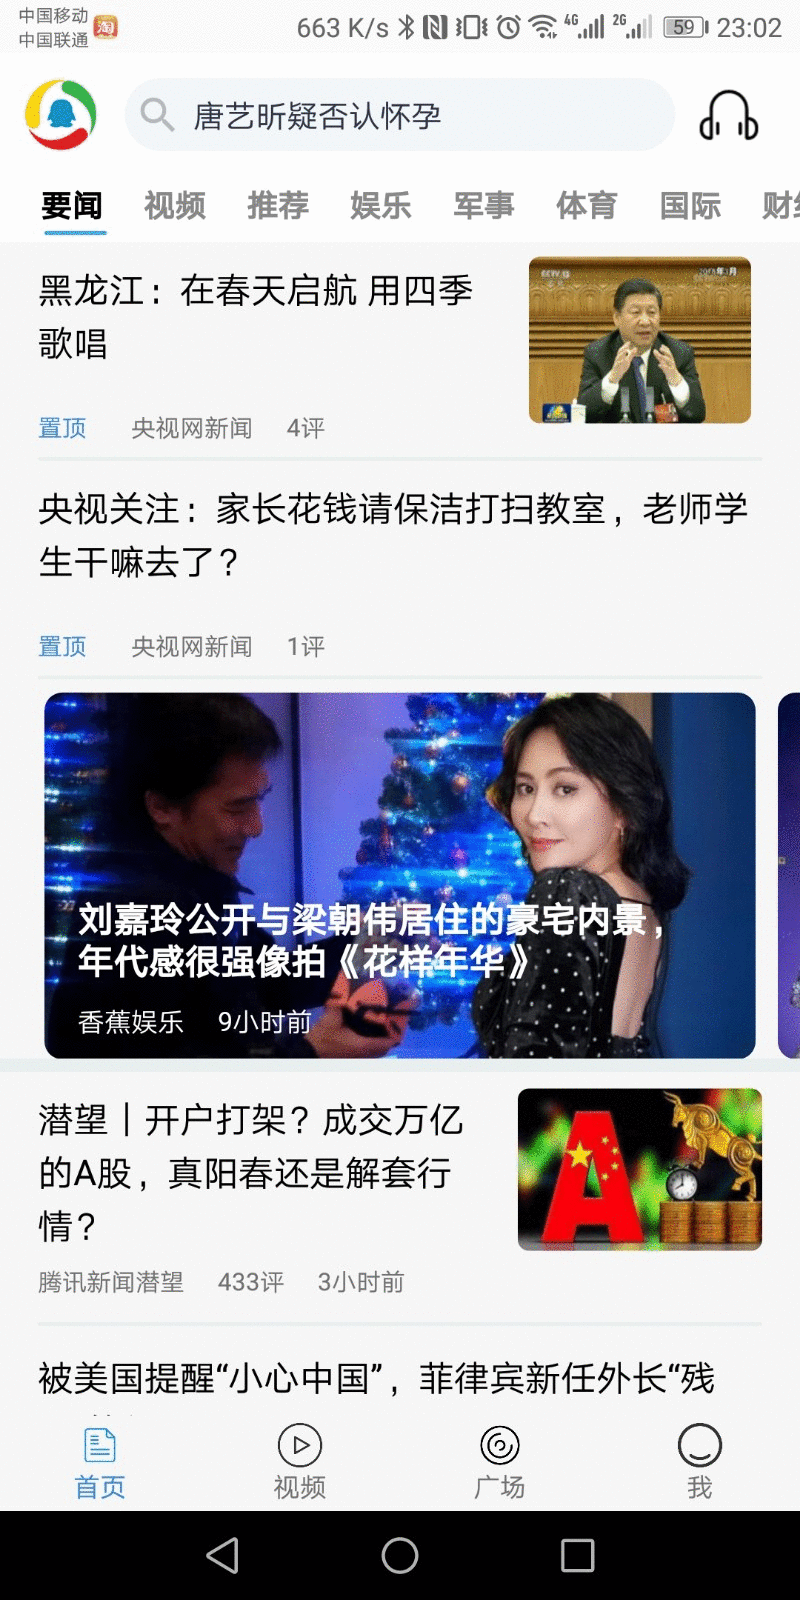 中国移动
中国联通
淘
663 K/s
4G
2G
59
23:02
唐艺昕疑否认怀孕
要闻 视频 推荐 娱乐 军事 体育 国际
黑龙江：在春天启航 用四季
歌唱
置顶 央视网新闻 4评
央视关注：家长花钱请保洁打扫教室，老师学
生干嘛去了？
置顶 央视网新闻 1评
刘嘉玲公开与梁朝伟居住的豪宅内景，
年代感很强像拍《花样年华》
香蕉娱乐 9小时前
潜望｜开户打架？成交万亿
的A股，真阳春还是解套行
情？
A
腾讯新闻潜望 433评 3小时前
被美国提醒“小心中国”，菲律宾新任外长“残
首页 视频 广场 我